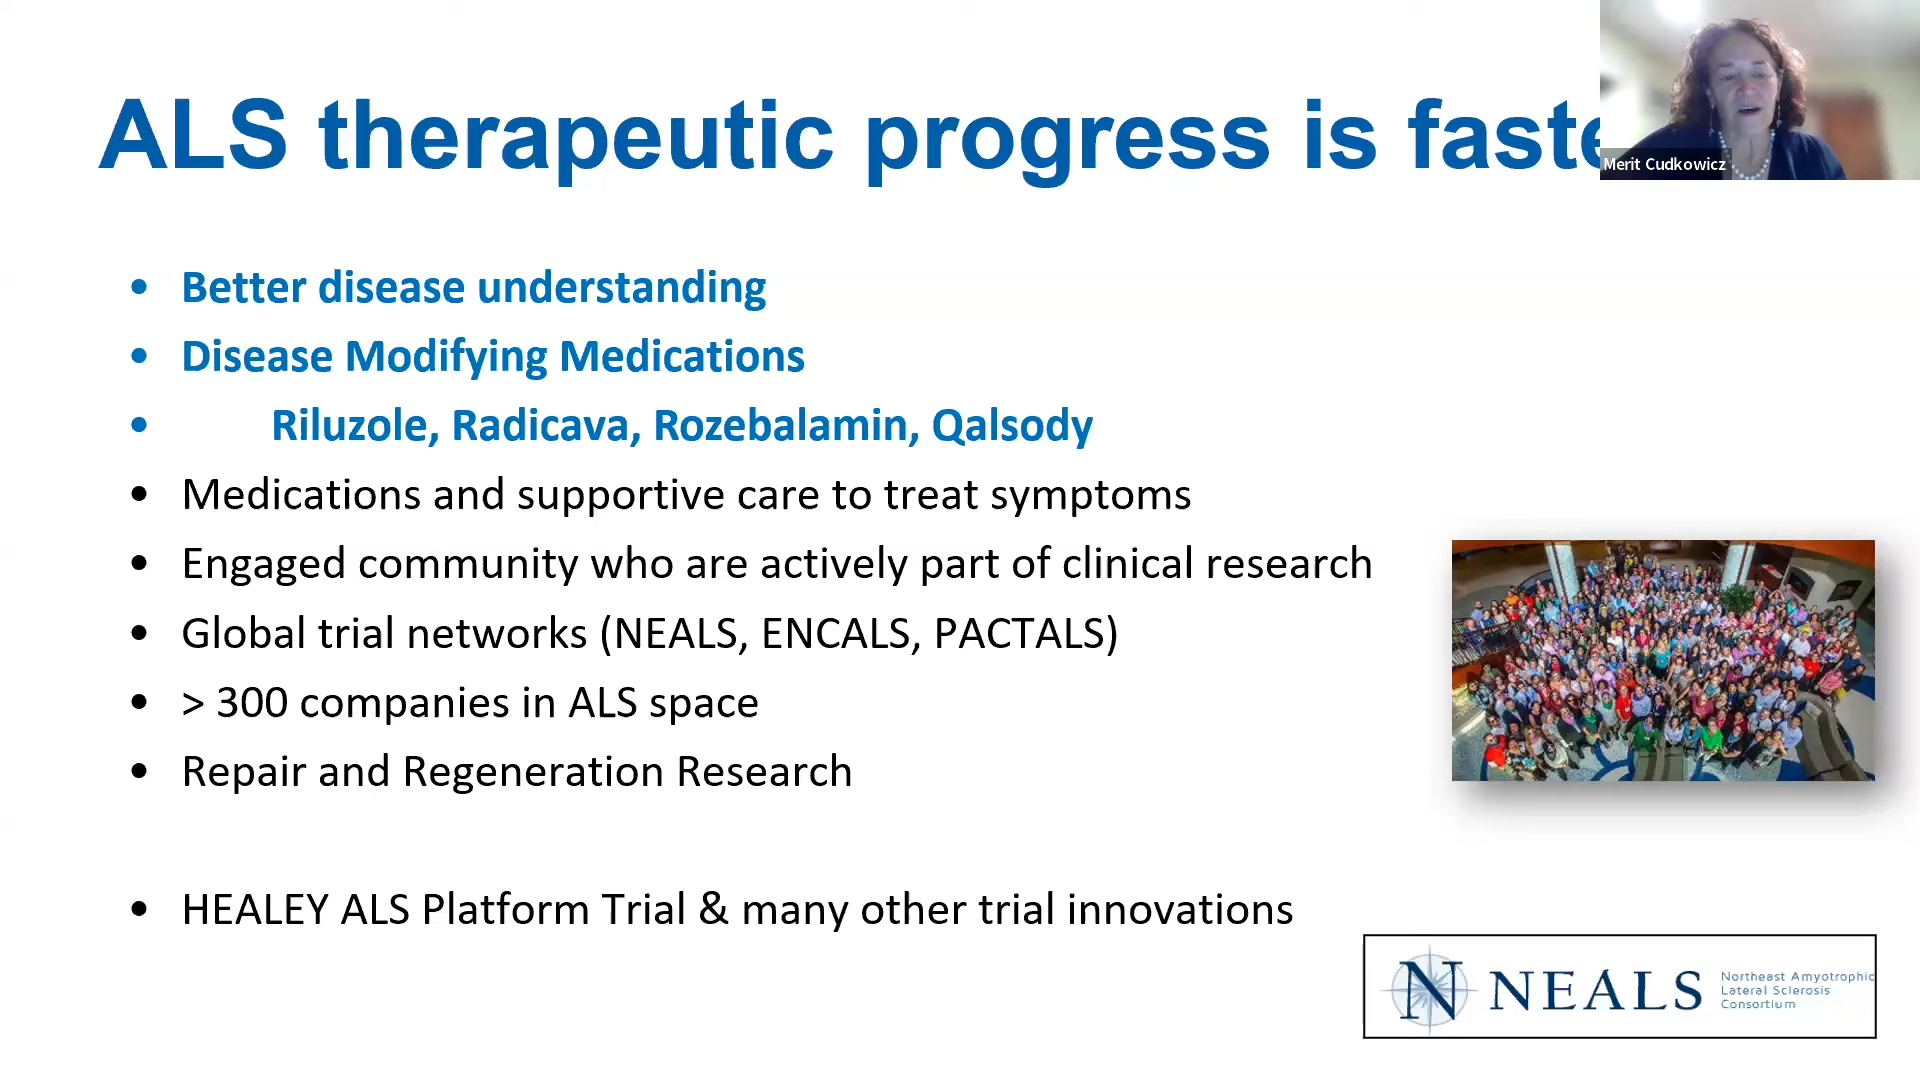 ALS therapeutic progress is faste
Merit Cudkowicz
• Better disease understanding
• Disease Modifying Medications
• Riluzole, Radicava, Rozebalamin, Qalsody
• Medications and supportive care to treat symptoms
• Engaged community who are actively part of clinical research
• Global trial networks (NEALS, ENCALS, PACTALS)
• > 300 companies in ALS space
• Repair and Regeneration Research
• HEALEY ALS Platform Trial & many other trial innovations
N NEALS
Northeast Amyotrophic
Lateral Sclerosis
Consortium